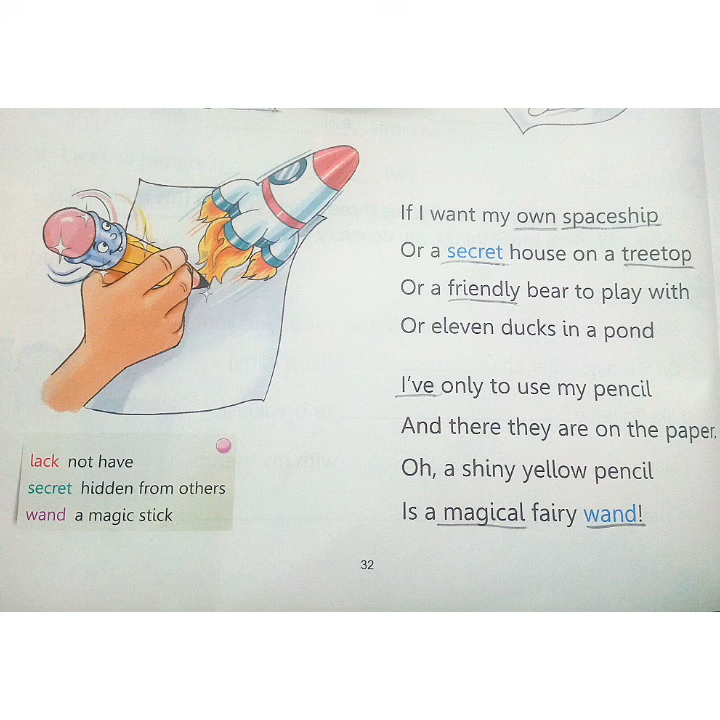 If I want my own spaceship
Or a secret house on a treetop
Or a friendly bear to play with
Or eleven ducks in a pond
I've only to use my pencil
And there they are on the paper.
Oh, a shiny yellow pencil
Is a magical fairy wand!
lack not have
secret hidden from others
wand a magic stick
32